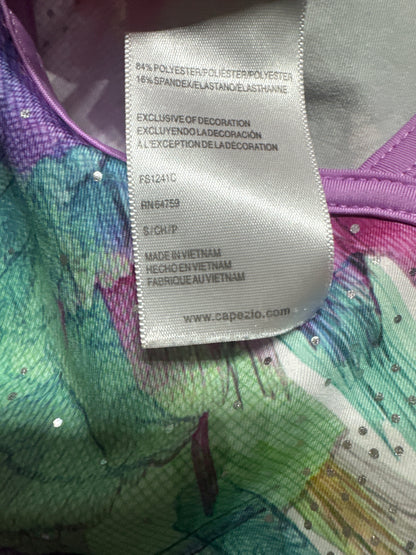 84% POLYESTER/POLIÉSTER/POLYESTER
16% SPANDEX/ELASTANO/ÉLASTHANNE
EXCLUSIVE OF DECORATION
EXCLUYENDO LA DECORACIÓN
À L'EXCEPTION DE LA DÉCORATION
FS1241C
RN 64759
S/CH/P
MADE IN VIETNAM
HECHO EN VIETNAM
FABRIQUE AU VIETNAM
www.capezio.com